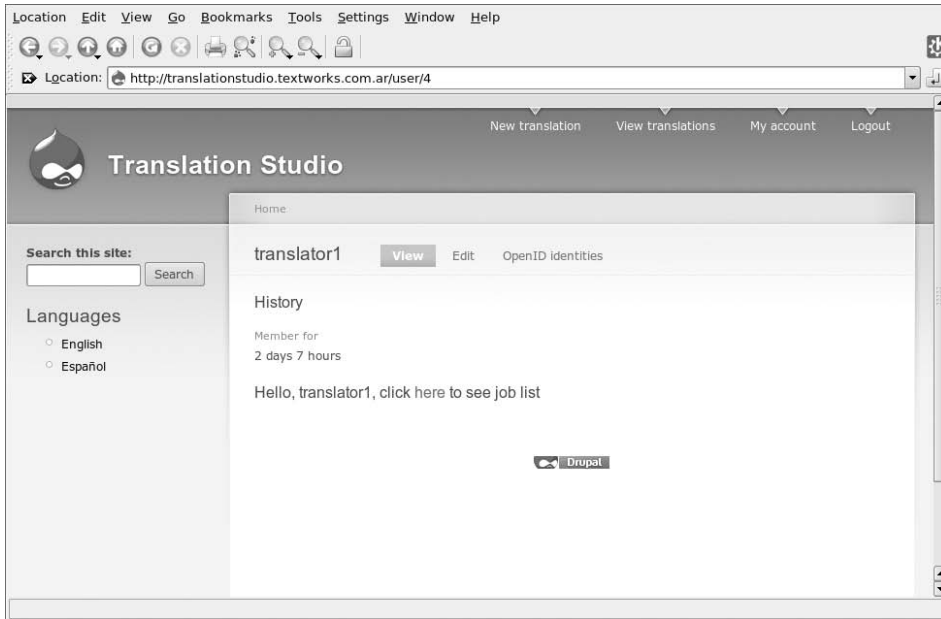 Location Edit View Go Bookmarks Tools Settings Window Help
Location: http://translationstudio.textworks.com.ar/user/4
New translation View translations My account Logout
Translation Studio
Home
Search this site:
Search
Languages
English
Español
translator1 View Edit OpenID identities
History
Member for
2 days 7 hours
Hello, translator1, click here to see job list
Drupal